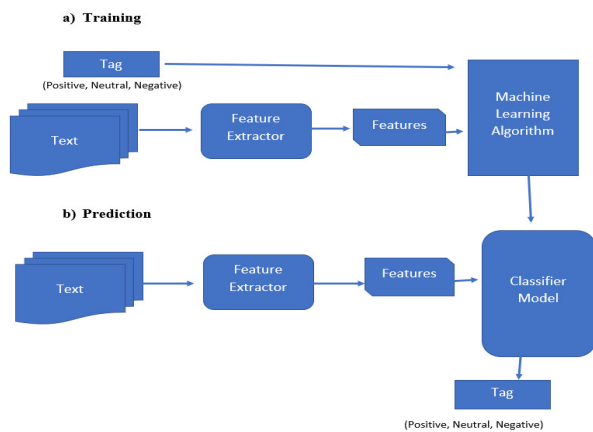 a) Training
Tag
(Positive, Neutral, Negative)
Text
Feature
Extractor
Features
Machine
Learning
Algorithm
b) Prediction
Text
Feature
Extractor
Features
Classifier
Model
Tag
(Positive, Neutral, Negative)